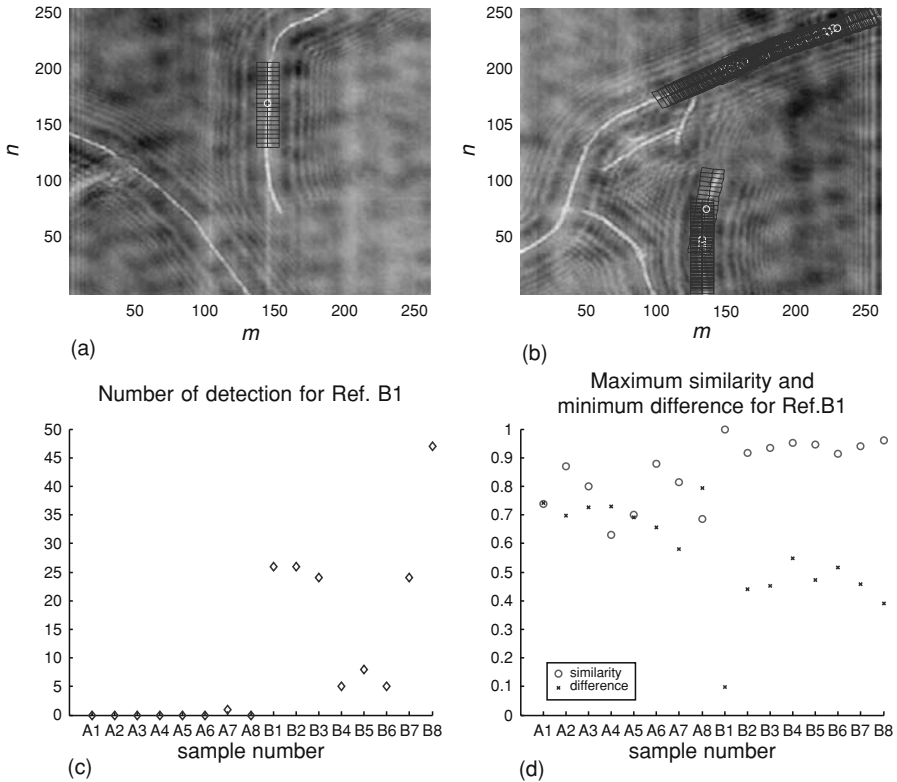 250
200
105
100
50
n
50
100
150
200
250
m
(a)
250
200
125
100
50
n
50
100
150
200
250
m
(b)
Number of detection for Ref. B1
50
45
40
35
30
25
20
15
10
5
0
A1 A2 A3 A4 A5 A6 A7 A8 B1 B2 B3 B4 B5 B6 B7 B8
sample number
(c)
Maximum similarity and
minimum difference for Ref.B1
1
0.9
0.8
0.7
0.6
0.5
0.4
0.3
0.2
0.1
0
similarity
difference
A1 A2 A3 A4 A5 A6 A7 A8 B1 B2 B3 B4 B5 B6 B7 B8
sample number
(d)